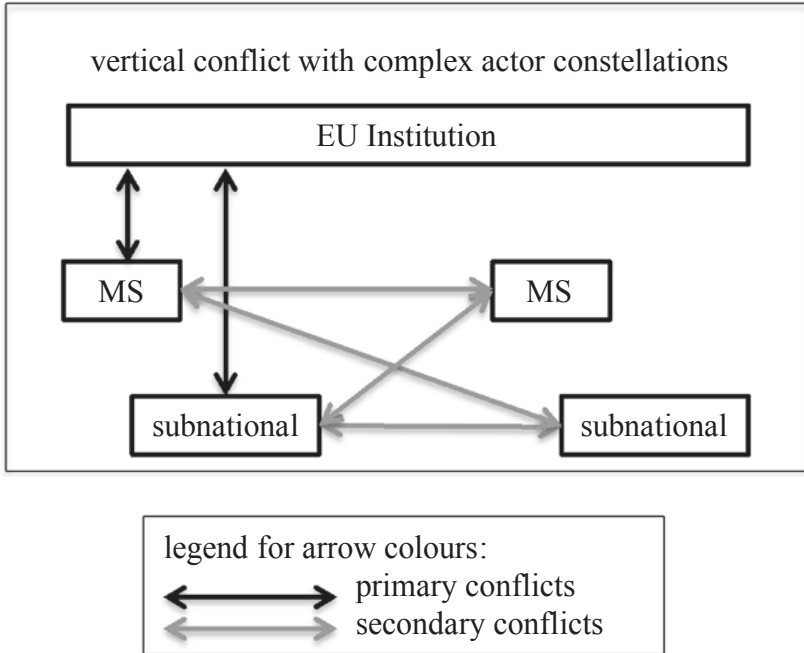 vertical conflict with complex actor constellations
EU Institution
MS
MS
subnational
subnational
legend for arrow colours:
primary conflicts
secondary conflicts